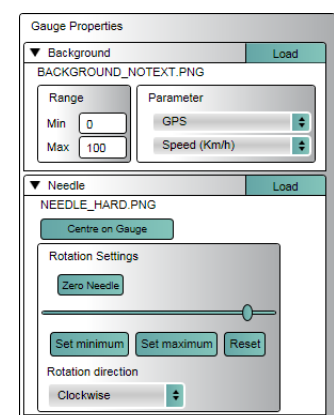 Gauge Properties
▼ Background Load
BACKGROUND_NOTEXT.PNG
Range
Min 0
Max 100
Parameter
GPS
Speed (Km/h)
▼ Needle Load
NEEDLE_HARD.PNG
Centre on Gauge
Rotation Settings
Zero Needle
Set minimum Set maximum Reset
Rotation direction
Clockwise